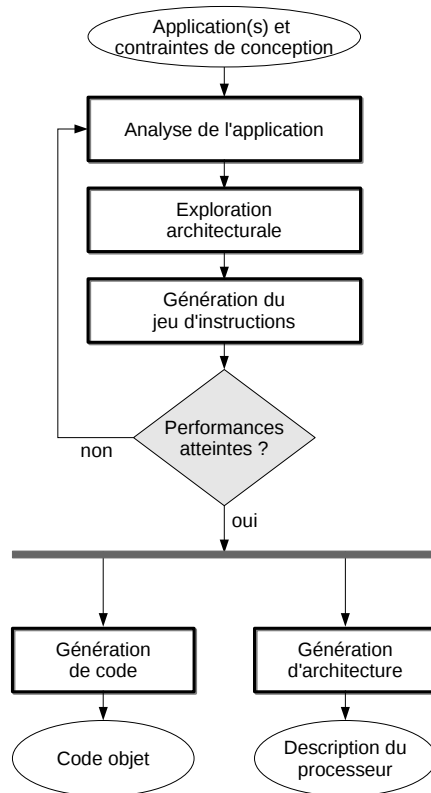 Application(s) et
contraintes de conception
Analyse de l'application
Exploration
architecturale
Génération du
jeu d'instructions
Performances
atteintes ?
non
oui
Génération
de code
Génération
d'architecture
Code objet
Description du
processeur